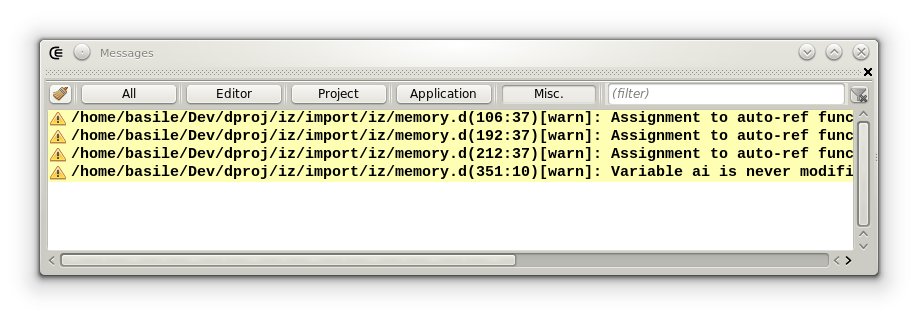 Messages
All Editor Project Application Misc. (filter)
/home/basile/Dev/dproj/iz/import/iz/memory.d(106:37)[warn]: Assignment to auto-ref func
/home/basile/Dev/dproj/iz/import/iz/memory.d(192:37)[warn]: Assignment to auto-ref func
/home/basile/Dev/dproj/iz/import/iz/memory.d(212:37)[warn]: Assignment to auto-ref func
/home/basile/Dev/dproj/iz/import/iz/memory.d(351:10)[warn]: Variable ai is never modifi